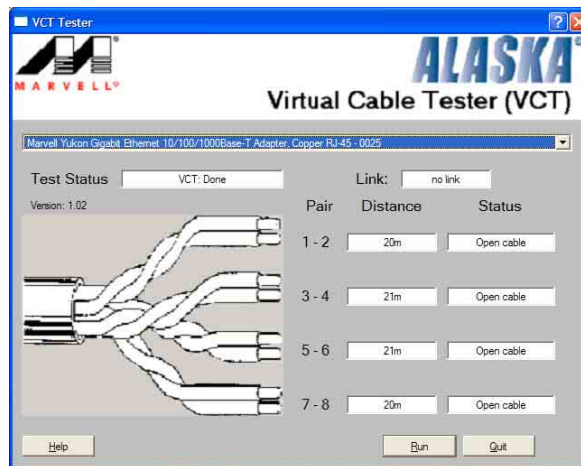 VCT Tester
MARVELL®
ALASKA®
Virtual Cable Tester (VCT)
Marvell Yukon Gigabit Ethernet 10/100/1000Base-T Adapter, Copper RJ-45 - 0025
Test Status VCT: Done Link: no link
Version: 1.02
Pair Distance Status
1 - 2 20m Open cable
3 - 4 21m Open cable
5 - 6 21m Open cable
7 - 8 20m Open cable
Help Run Quit